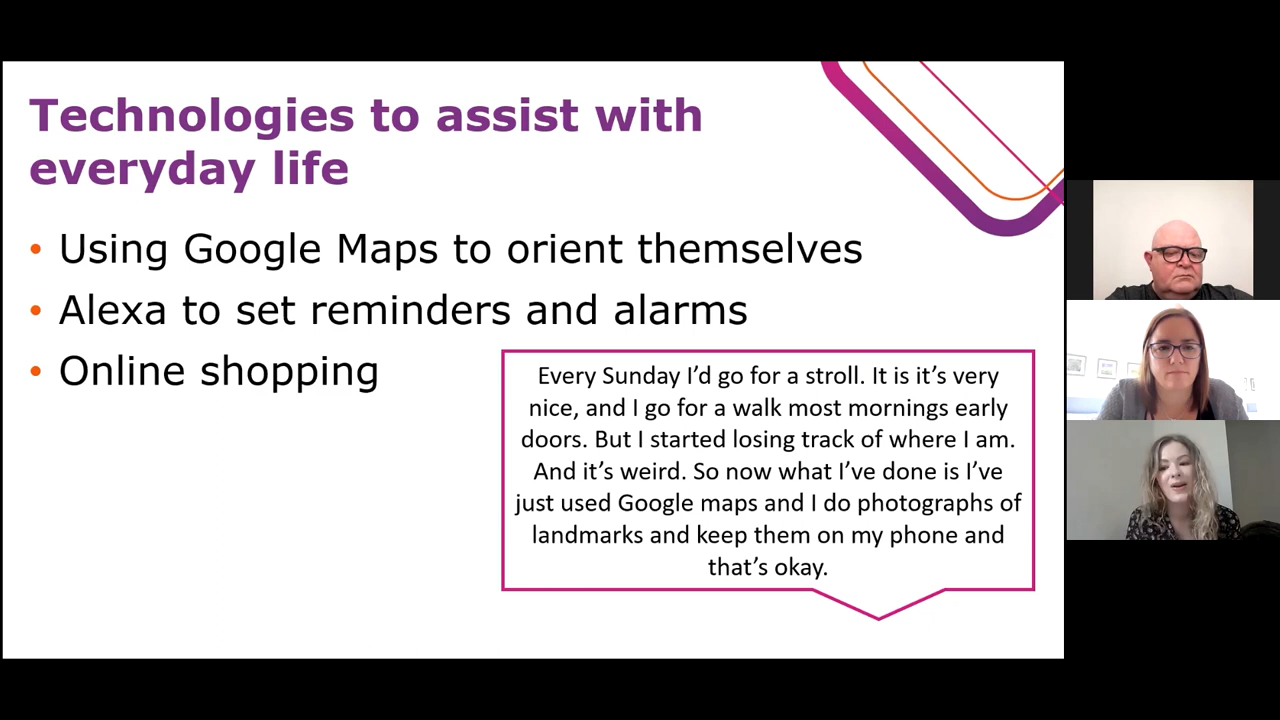 Technologies to assist with
everyday life
• Using Google Maps to orient themselves
• Alexa to set reminders and alarms
• Online shopping
Every Sunday I’d go for a stroll. It is it’s very
nice, and I go for a walk most mornings early
doors. But I started losing track of where I am.
And it’s weird. So now what I’ve done is I’ve
just used Google maps and I do photographs of
landmarks and keep them on my phone and
that’s okay.